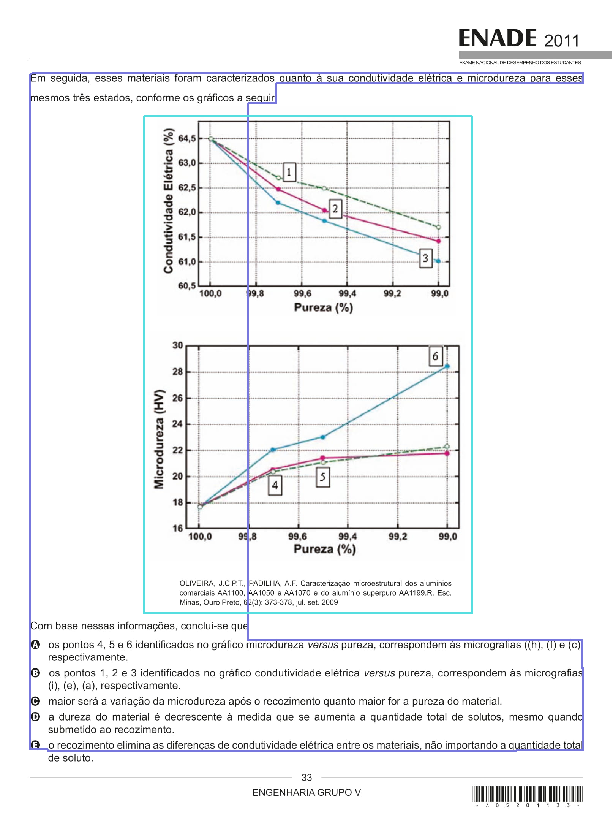 ENADE 2011
EXAME NACIONAL DE DESEMPENHO DOS ESTUDANTES
Em seguida, esses materiais foram caracterizados quanto à sua condutividade elétrica e microdureza para esses
mesmos três estados, conforme os gráficos a seguir.
Condutividade Elétrica (%)
64,5
63,0
62,5
62,0
61,5
61,0
60,5
1
2
3
100,0 99,8 99,6 99,4 99,2 99,0
Pureza (%)
Microdureza (HV)
30
28
26
24
22
20
18
16
6
4
5
100,0 99,8 99,6 99,4 99,2 99,0
Pureza (%)
OLIVEIRA, J.C.P.T., PADILHA, A.F. Caracterização microestrutural dos alumínios
comerciais AA1100, AA1050 e AA1070 e do alumínio superpuro AA1199.R. Esc.
Minas, Ouro Preto, 62(3): 373-378, jul. set. 2009
Com base nessas informações, conclui-se que
A os pontos 4, 5 e 6 identificados no gráfico microdureza versus pureza, correspondem às micrografias ((h), (f) e (c),
respectivamente.
B os pontos 1, 2 e 3 identificados no gráfico condutividade elétrica versus pureza, correspondem às micrografias
(i), (e), (a), respectivamente.
C maior será a variação da microdureza após o recozimento quanto maior for a pureza do material.
D a dureza do material é decrescente à medida que se aumenta a quantidade total de solutos, mesmo quando
submetido ao recozimento.
E o recozimento elimina as diferenças de condutividade elétrica entre os materiais, não importando a quantidade total
de soluto.
33
ENGENHARIA GRUPO V